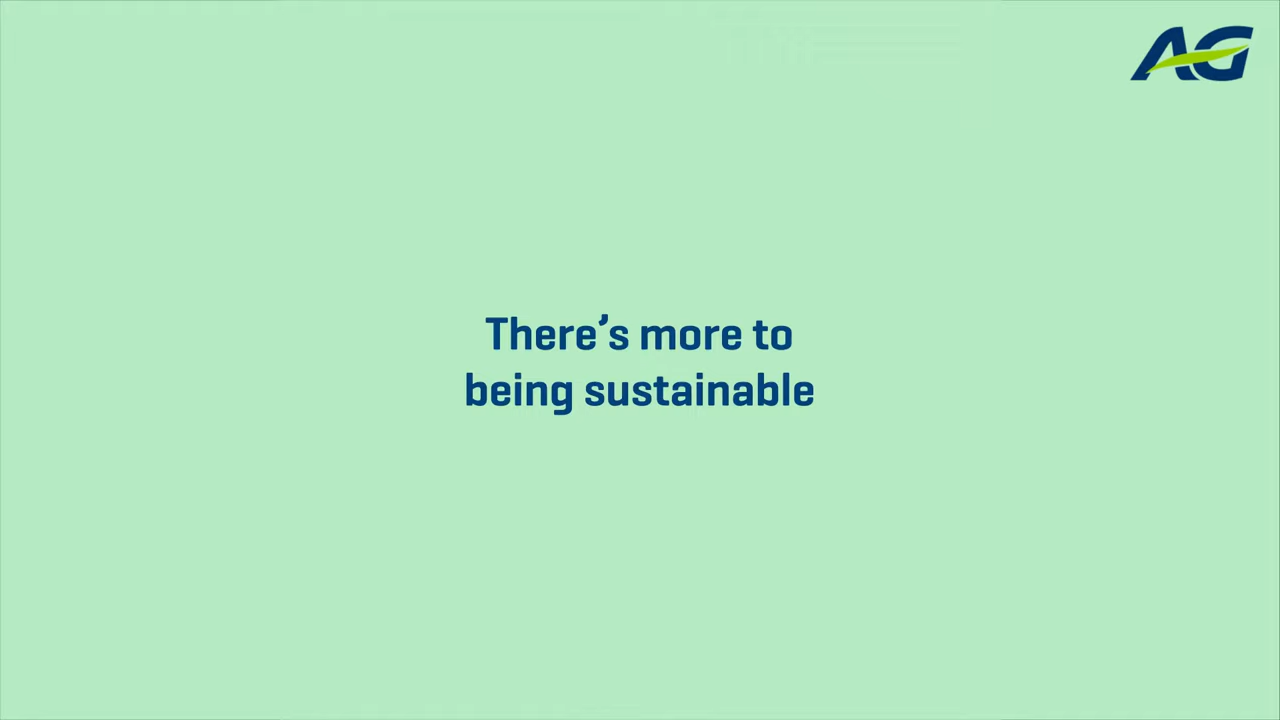 AG
There’s more to
being sustainable